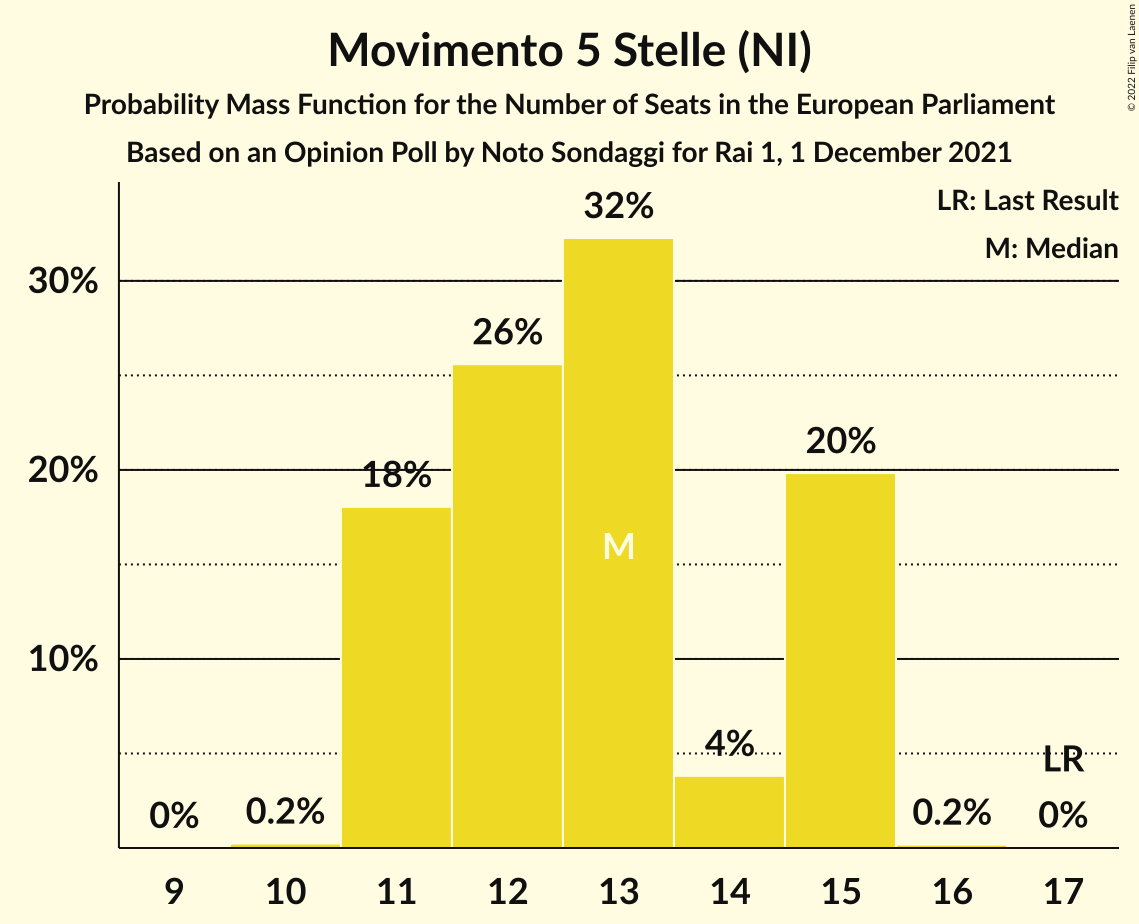 Movimento 5 Stelle (NI)
Probability Mass Function for the Number of Seats in the European Parliament
Based on an Opinion Poll by Noto Sondaggi for Rai 1, 1 December 2021
© 2022 Filip van Laenen
LR: Last Result
M: Median
30%
20%
10%
0%
0.2%
18%
26%
32%
M
4%
20%
0.2%
LR
0%
9 10 11 12 13 14 15 16 17